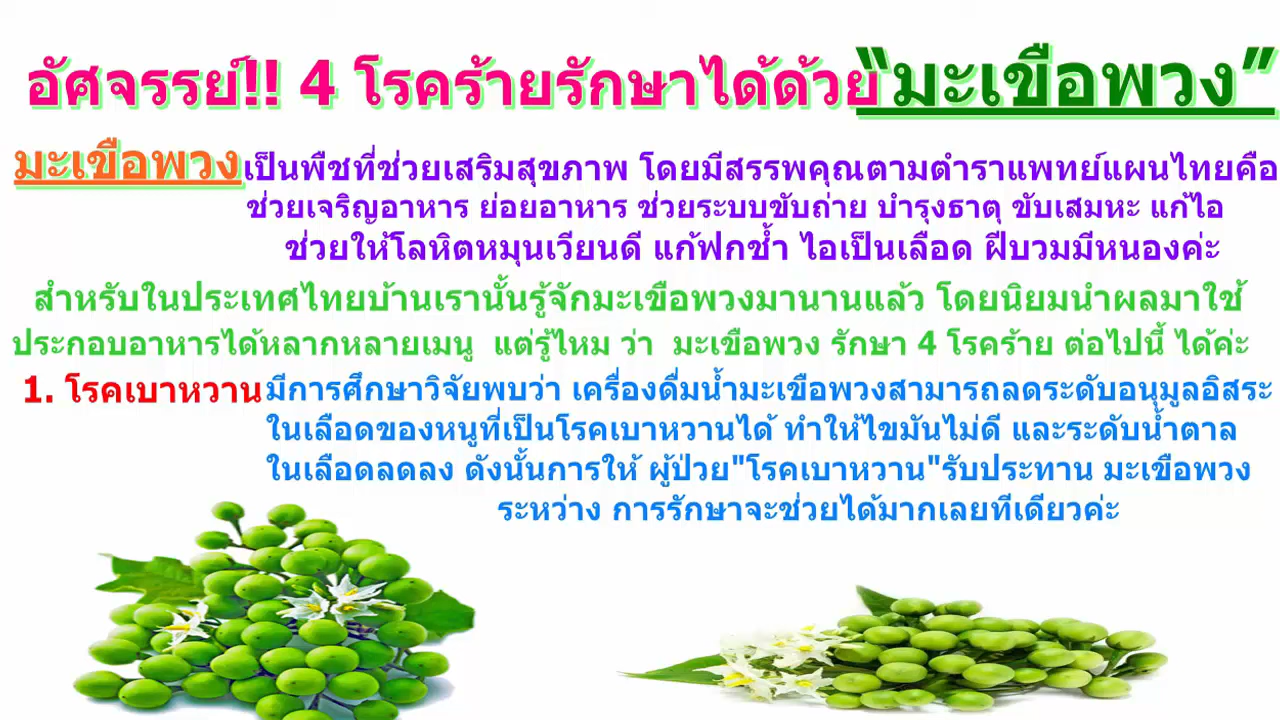 อัศจรรย์!! 4 โรคร้ายรักษาได้ด้วย“มะเขือพวง”
มะเขือพวงเป็นพืชที่ช่วยเสริมสุขภาพ โดยมีสรรพคุณตามตำราแพทย์แผนไทยคือ
ช่วยเจริญอาหาร ย่อยอาหาร ช่วยระบบขับถ่าย บำรุงธาตุ ขับเสมหะ แก้ไอ
ช่วยให้โลหิตหมุนเวียนดี แก้ฟกช้ำ ไอเป็นเลือด ฝีบวมมีหนองค่ะ
สำหรับในประเทศไทยบ้านเรานั้นรู้จักมะเขือพวงมานานแล้ว โดยนิยมนำผลมาใช้
ประกอบอาหารได้หลากหลายเมนู แต่รู้ไหม ว่า มะเขือพวง รักษา 4 โรคร้าย ต่อไปนี้ ได้ค่ะ
1. โรคเบาหวาน มีการศึกษาวิจัยพบว่า เครื่องดื่มน้ำมะเขือพวงสามารถลดระดับอนุมูลอิสระ
ในเลือดของหนูที่เป็นโรคเบาหวานได้ ทำให้ไขมันไม่ดี และระดับน้ำตาล
ในเลือดลดลง ดังนั้นการให้ ผู้ป่วย"โรคเบาหวาน"รับประทาน มะเขือพวง
ระหว่าง การรักษาจะช่วยได้มากเลยทีเดียวค่ะ